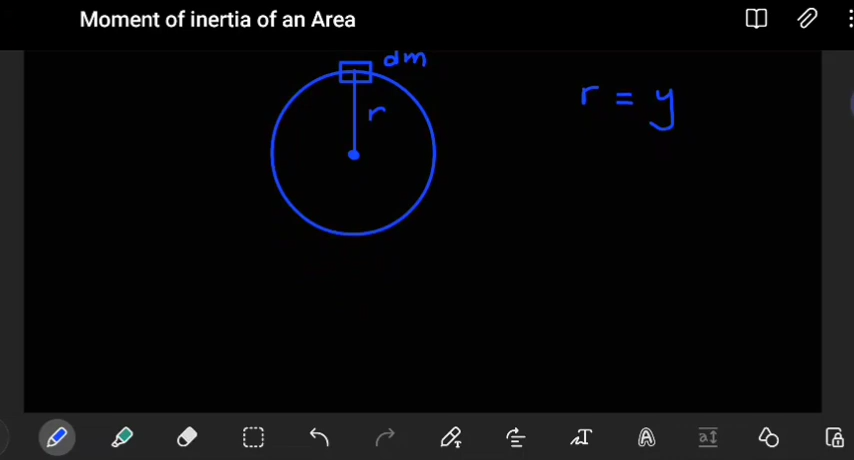 Moment of inertia of an Area
dm
r
r = y